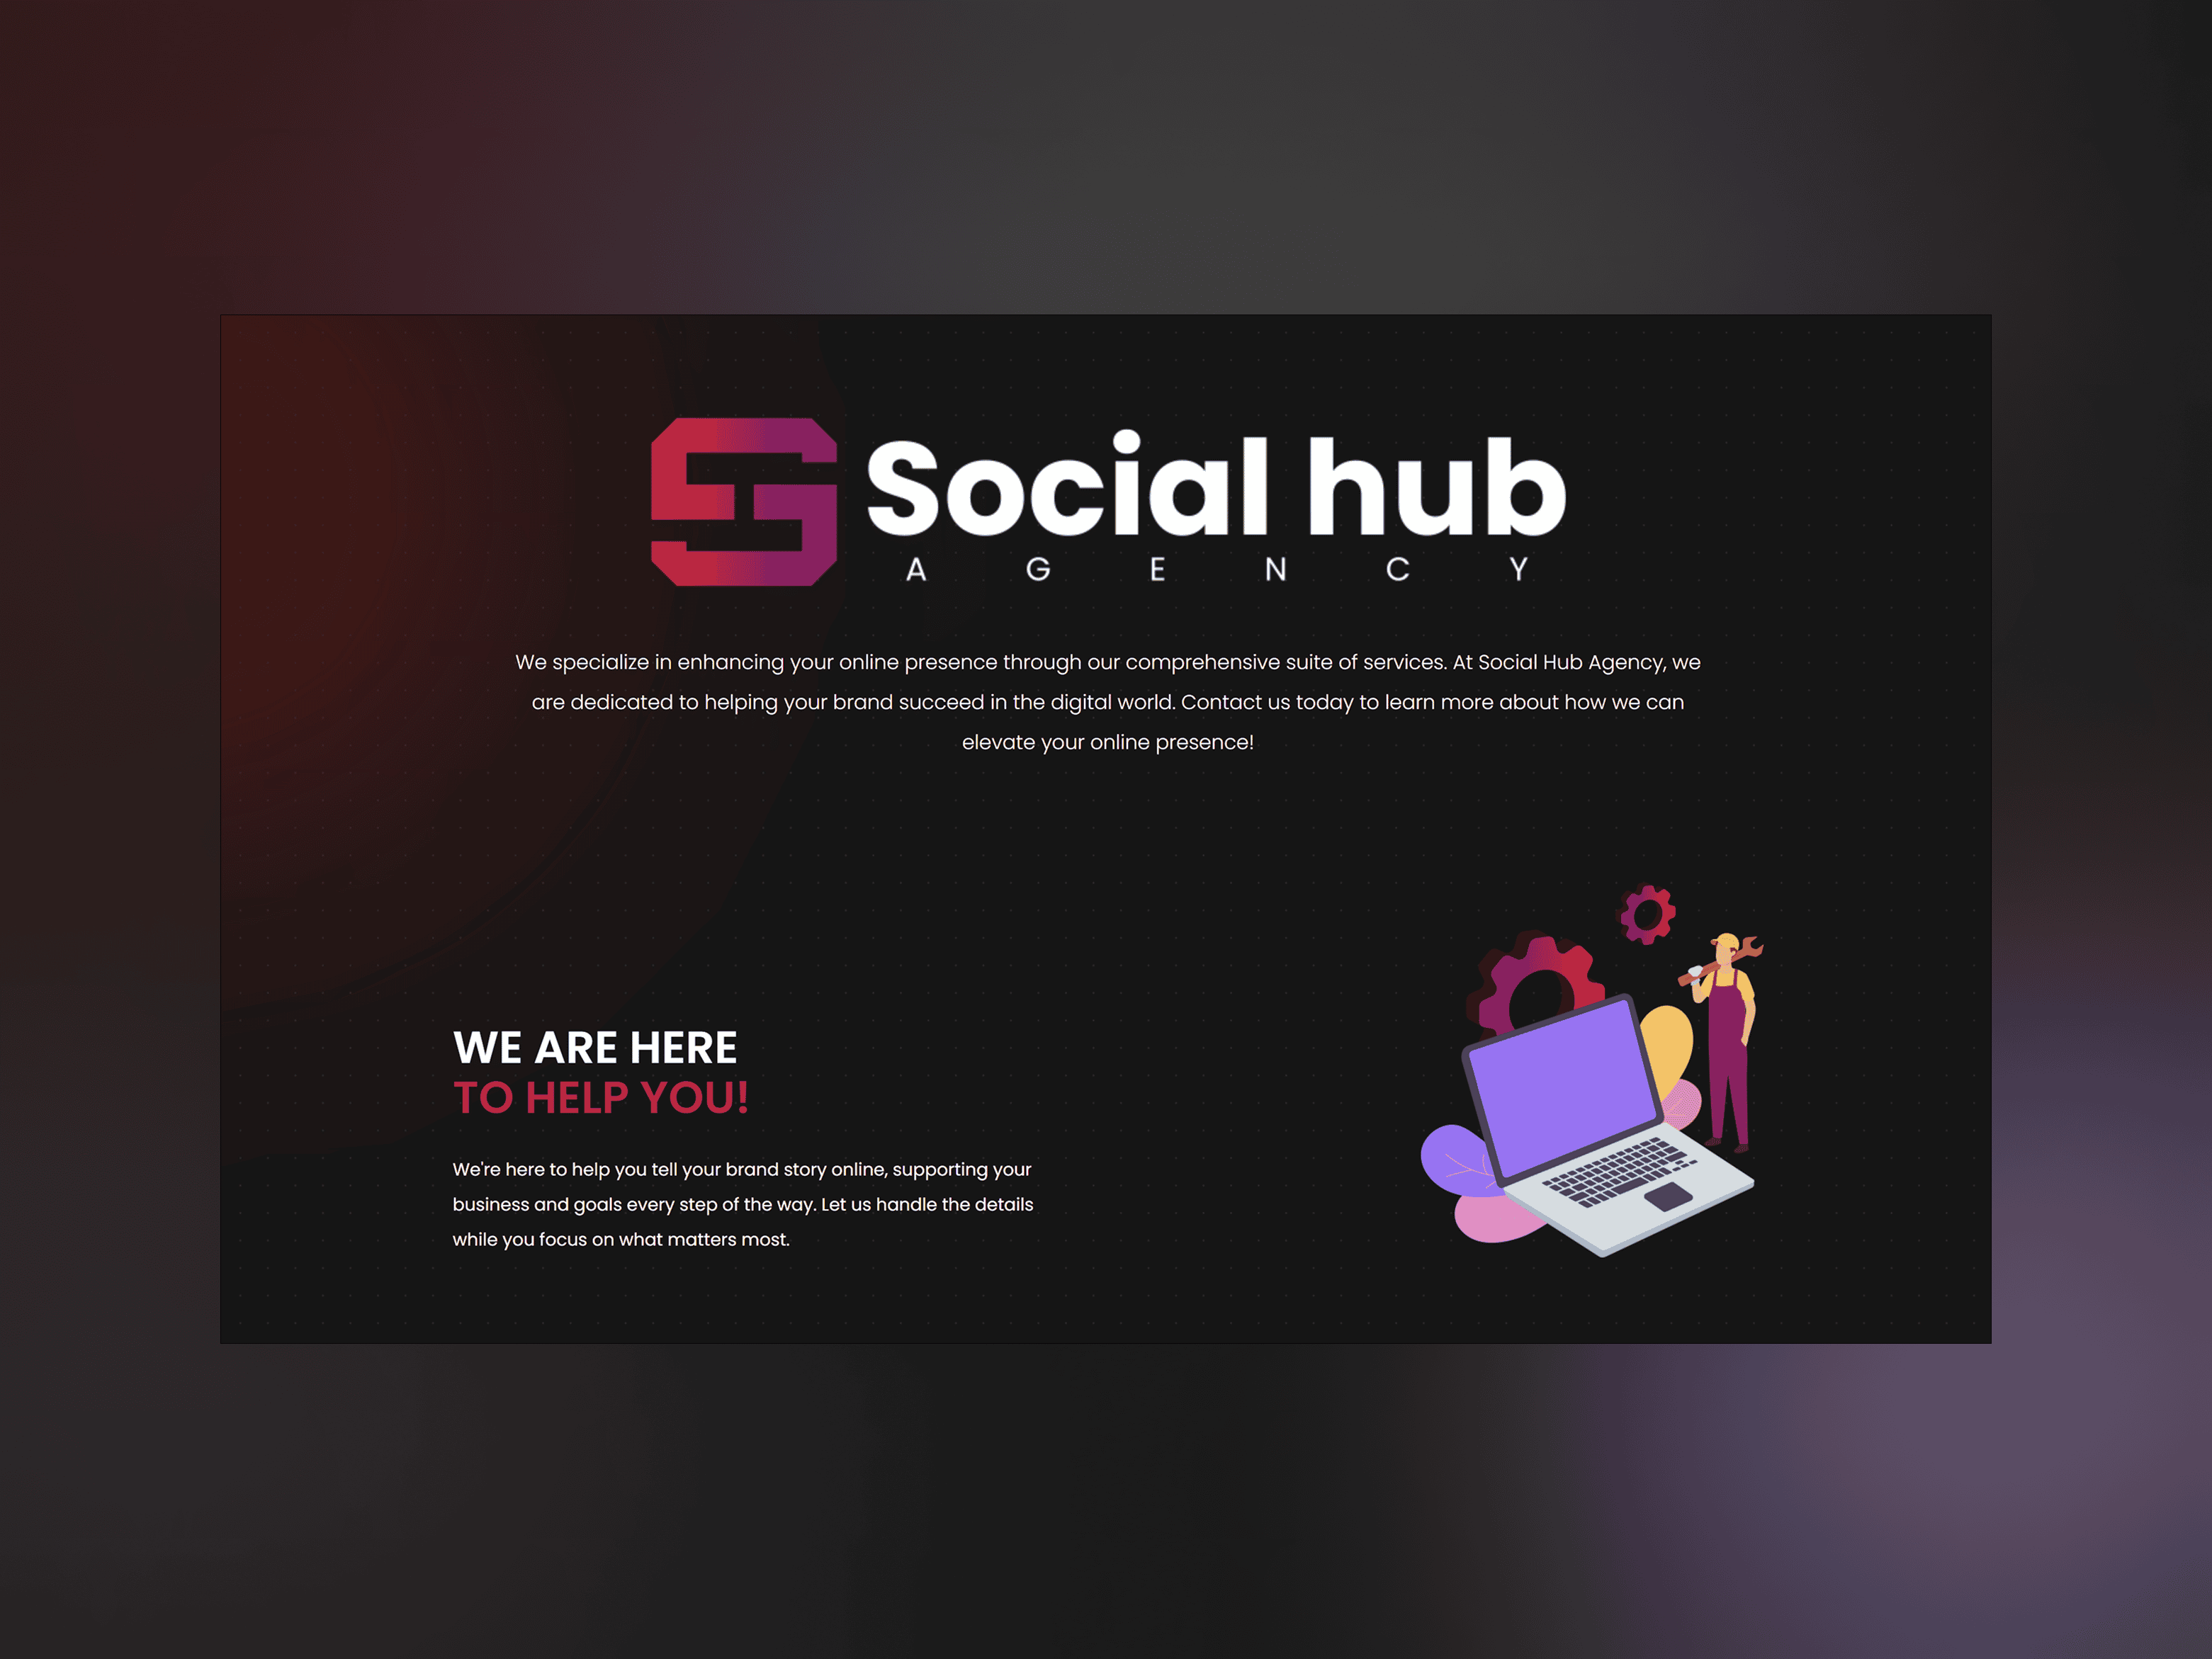 Social hub
AGENCY
We specialize in enhancing your online presence through our comprehensive suite of services. At Social Hub Agency, we
are dedicated to helping your brand succeed in the digital world. Contact us today to learn more about how we can
elevate your online presence!
WE ARE HERE
TO HELP YOU!
We're here to help you tell your brand story online, supporting your
business and goals every step of the way. Let us handle the details
while you focus on what matters most.